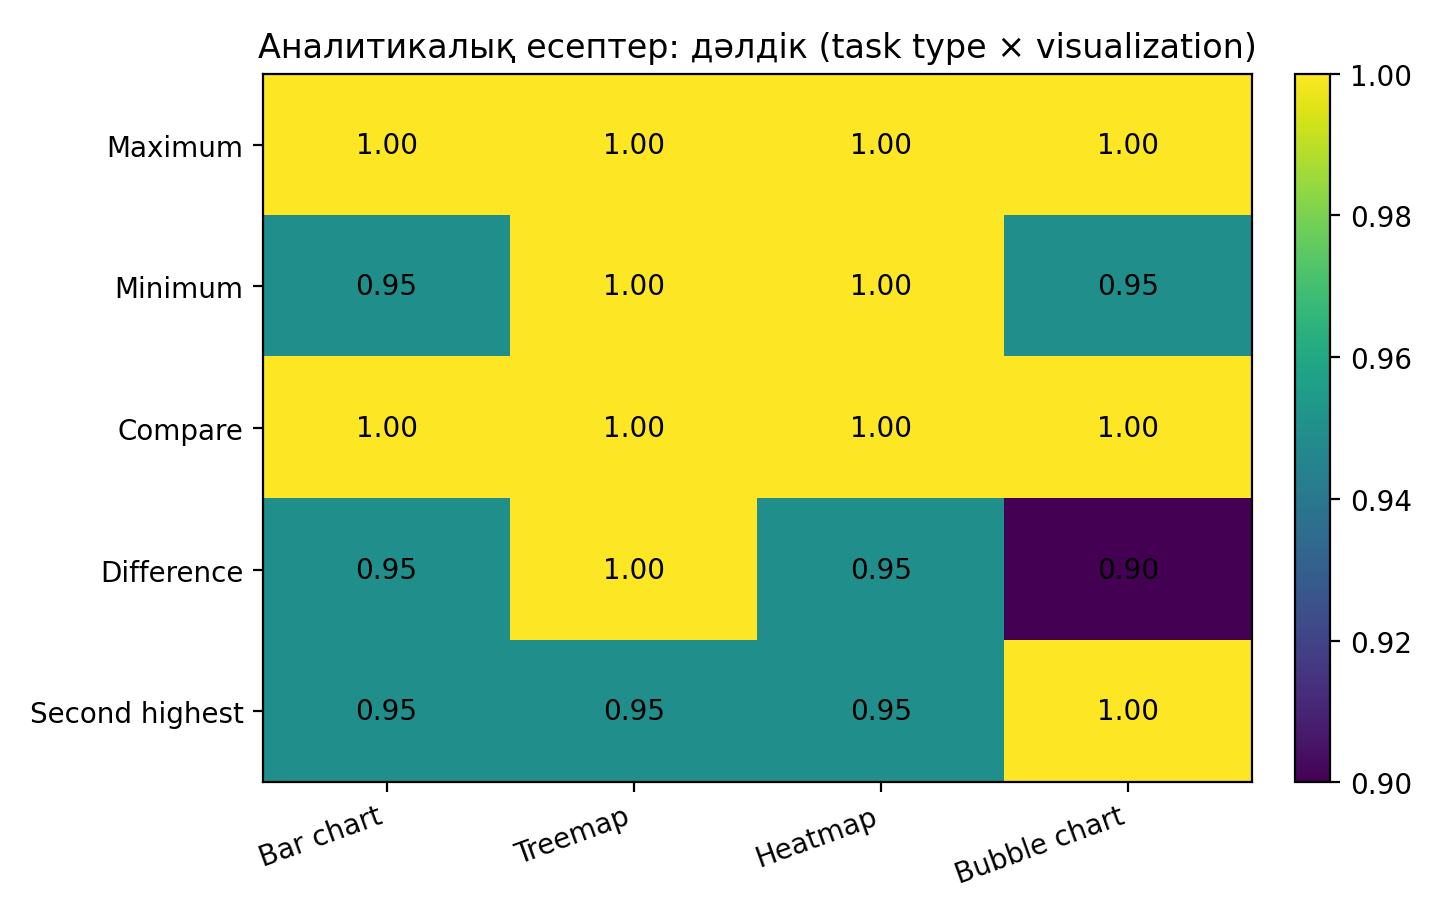 Аналитикалық есептер: дәлдік (task type × visualization)
Maximum 1.00 1.00 1.00 1.00
Minimum 0.95 1.00 1.00 0.95
Compare 1.00 1.00 1.00 1.00
Difference 0.95 1.00 0.95 0.90
Second highest 0.95 0.95 0.95 1.00
Bar chart Treemap Heatmap Bubble chart
1.00
0.98
0.96
0.94
0.92
0.90